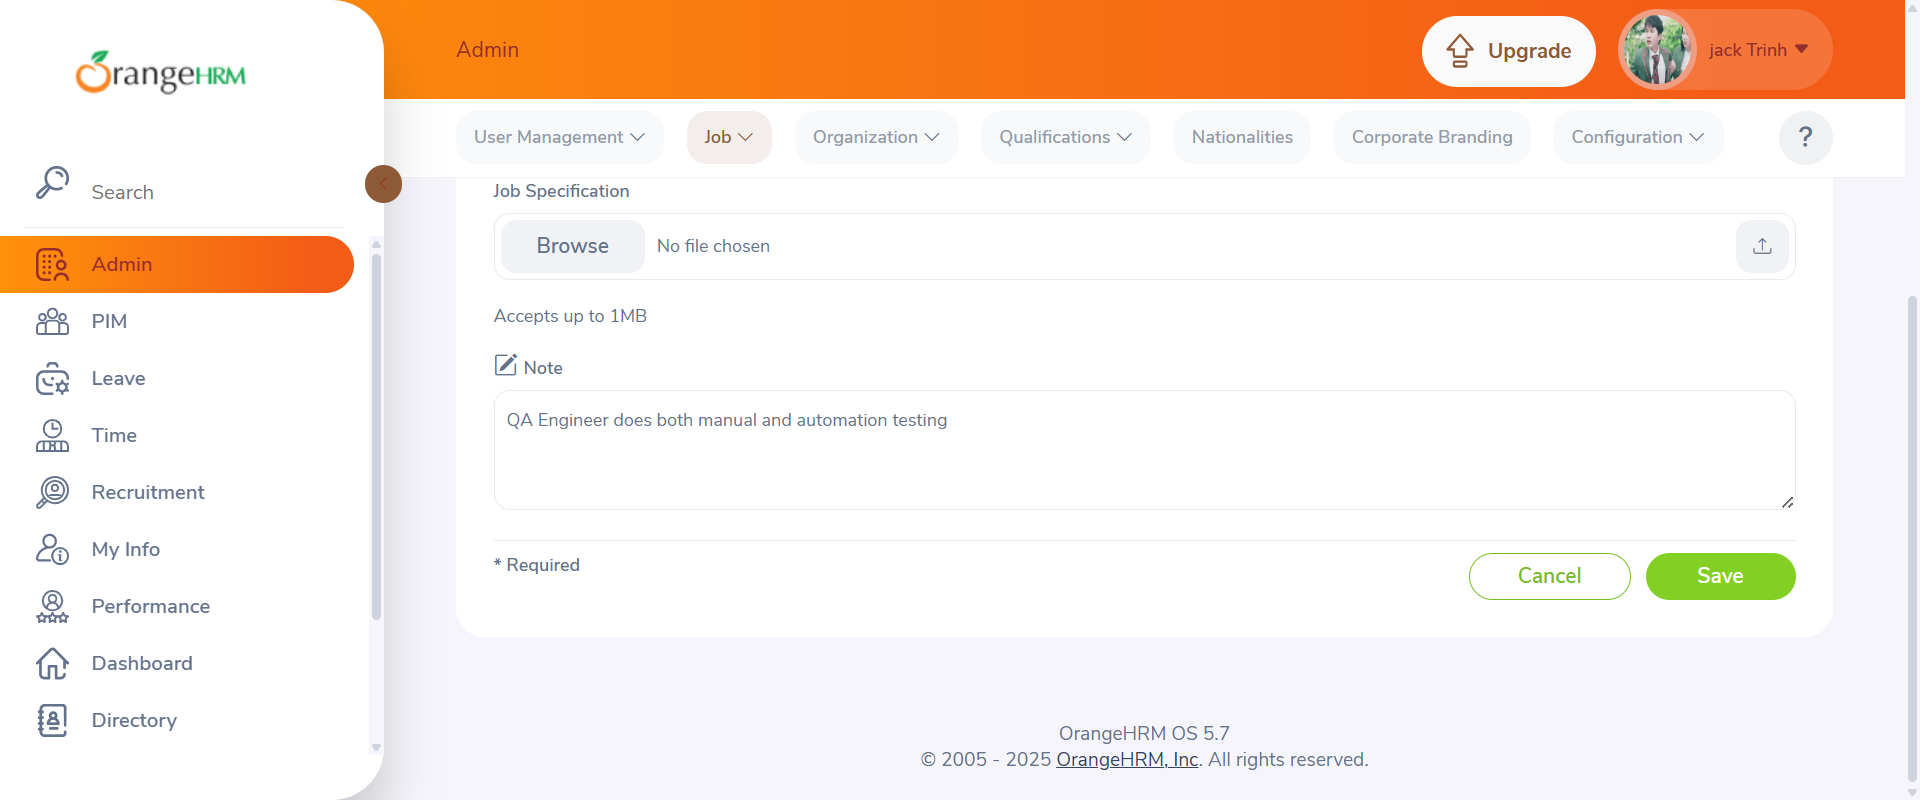 OrangeHRM
Search
Admin
PIM
Leave
Time
Recruitment
My Info
Performance
Dashboard
Directory
Admin
Upgrade
jack Trinh
User Management
Job
Organization
Qualifications
Nationalities
Corporate Branding
Configuration
?
Job Specification
Browse No file chosen
Accepts up to 1MB
Note
QA Engineer does both manual and automation testing
* Required
Cancel
Save
OrangeHRM OS 5.7
© 2005 - 2025 OrangeHRM, Inc. All rights reserved.